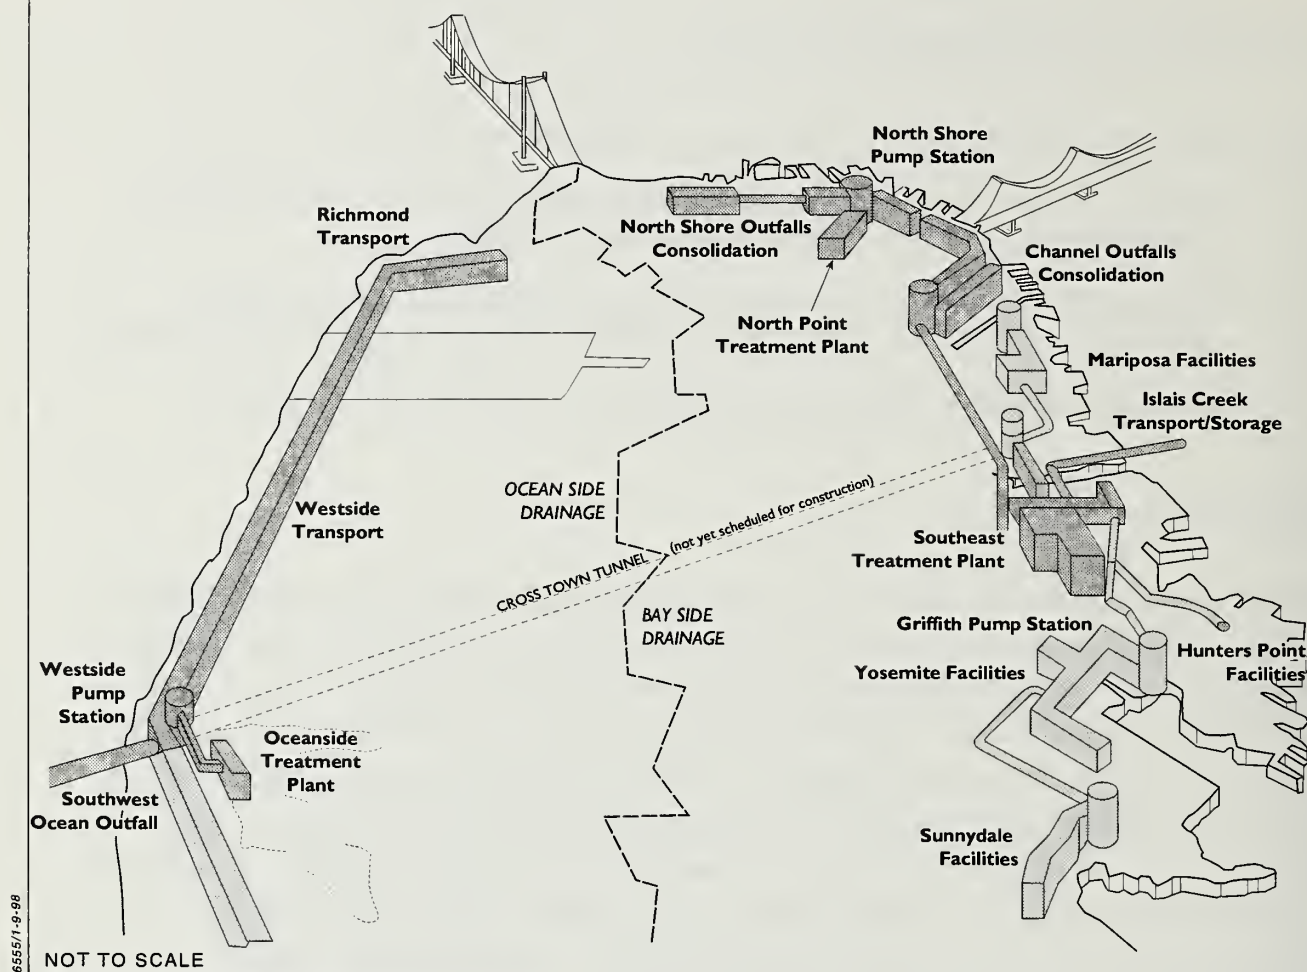 North Shore
Pump Station
Richmond
Transport
North Shore Outfalls
Consolidation
Channel Outfalls
Consolidation
North Point
Treatment Plant
Mariposa Facilities
Islais Creek
Transport/Storage
OCEAN SIDE
DRAINAGE
Westside
Transport
CROSS TOWN TUNNEL (not yet scheduled for construction)
Southeast
Treatment Plant
BAY SIDE
DRAINAGE
Griffith Pump Station
Hunters Point
Facilities
Yosemite Facilities
Westside
Pump
Station
Oceanside
Treatment
Plant
Southwest
Ocean Outfall
Sunnydale
Facilities
6555/1-9-98
NOT TO SCALE